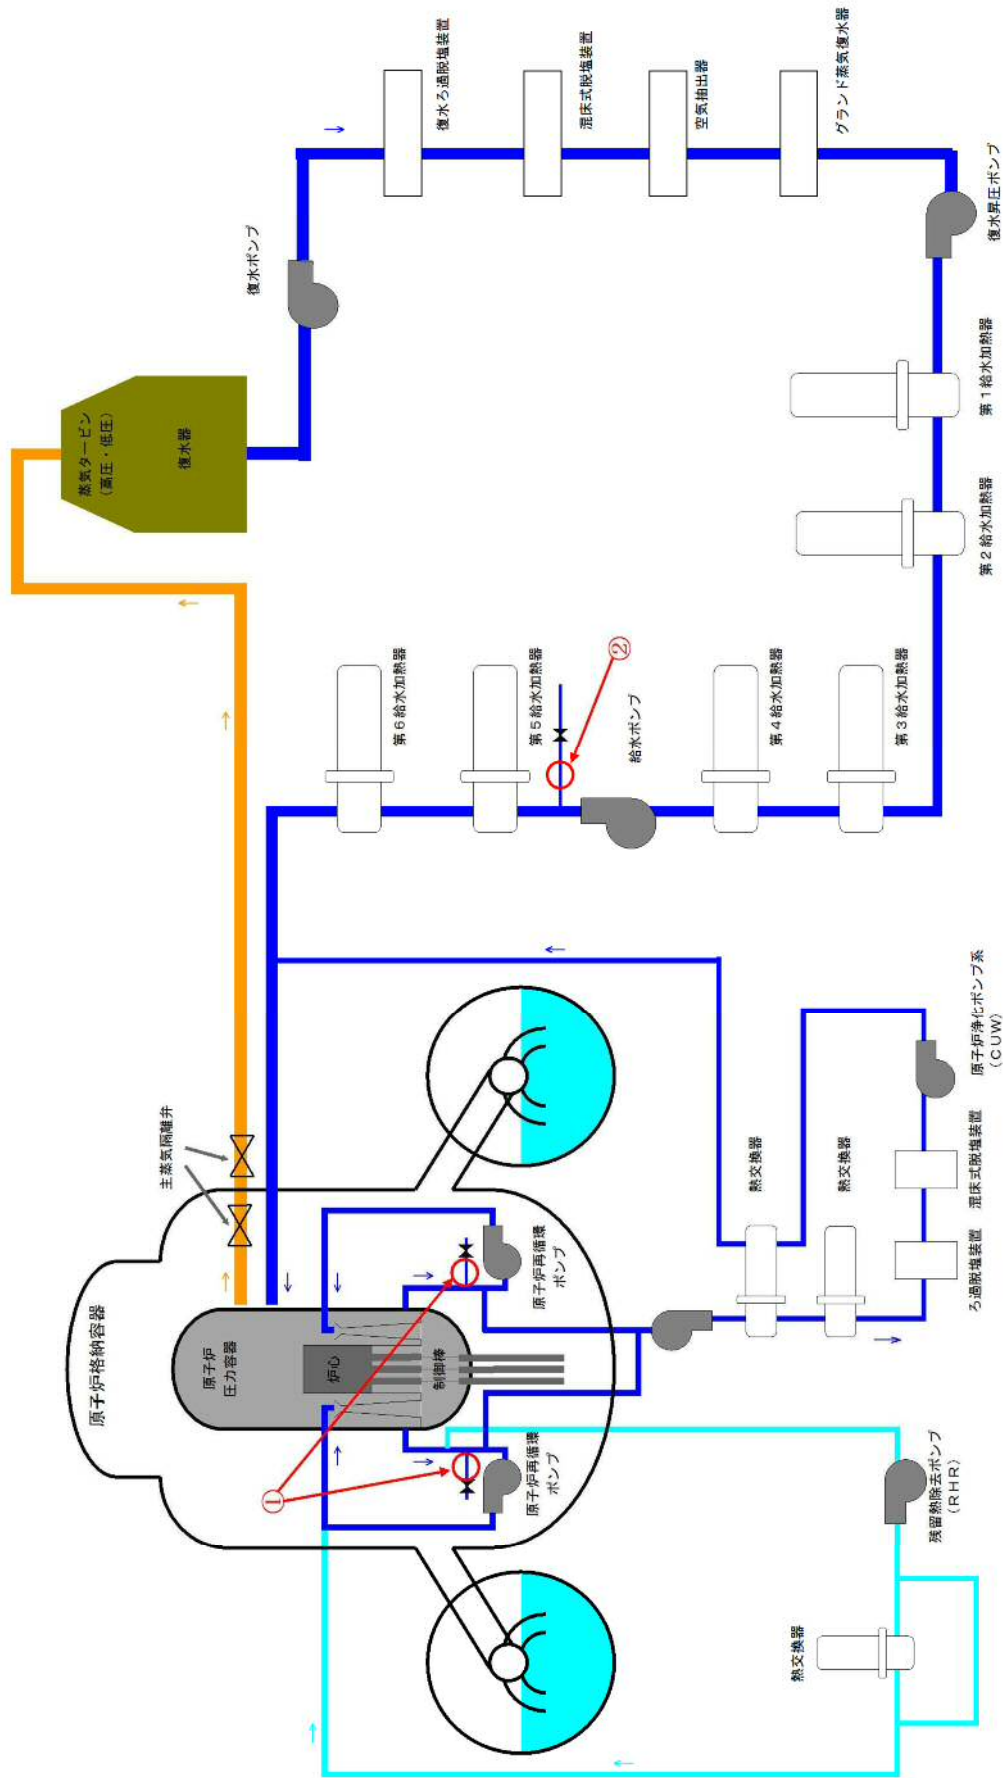 原子炉格納容器
主蒸気隔離弁
蒸気タービン
(高圧・低圧)
復水器
復水ポンプ
復水ろ過脱塩装置
混床式脱塩装置
空気抽出器
グランド蒸気復水器
原子炉
圧力容器
炉心
制御棒
①
原子炉再循環
ポンプ
原子炉再循環
ポンプ
第6給水加熱器
第5給水加熱器
②
給水ポンプ
第4給水加熱器
第3給水加熱器
第2給水加熱器
第1給水加熱器
復水昇圧ポンプ
熱交換器
残留熱除去ポンプ
(RHR)
熱交換器
熱交換器
ろ過脱塩装置
混床式脱塩装置
原子炉浄化ポンプ系
(CUW)